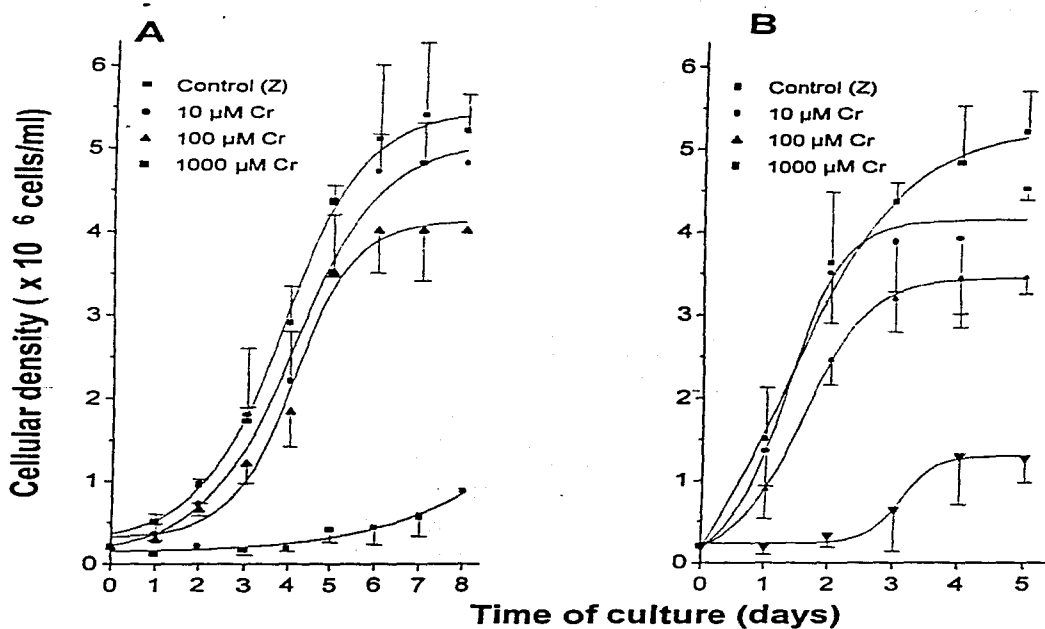 A
B
Cellular density ( x 10 6 cells/ml)
6
5
4
3
2
1
0
Control (Z)
10 µM Cr
100 µM Cr
1000 µM Cr
0 1 2 3 4 5 6 7 8
6
5
4
3
2
1
0
Control (Z)
10 µM Cr
100 µM Cr
1000 µM Cr
0 1 2 3 4 5
Time of culture (days)